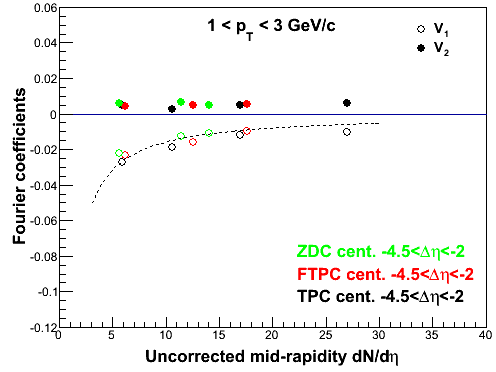 1 < p_T < 3 GeV/c
V_1
V_2
Fourier coefficients
0.06
0.04
0.02
0
-0.02
-0.04
-0.06
-0.08
-0.1
-0.12
ZDC cent. -4.5<Δη<-2
FTPC cent. -4.5<Δη<-2
TPC cent. -4.5<Δη<-2
0 5 10 15 20 25 30 35 40
Uncorrected mid-rapidity dN/dη